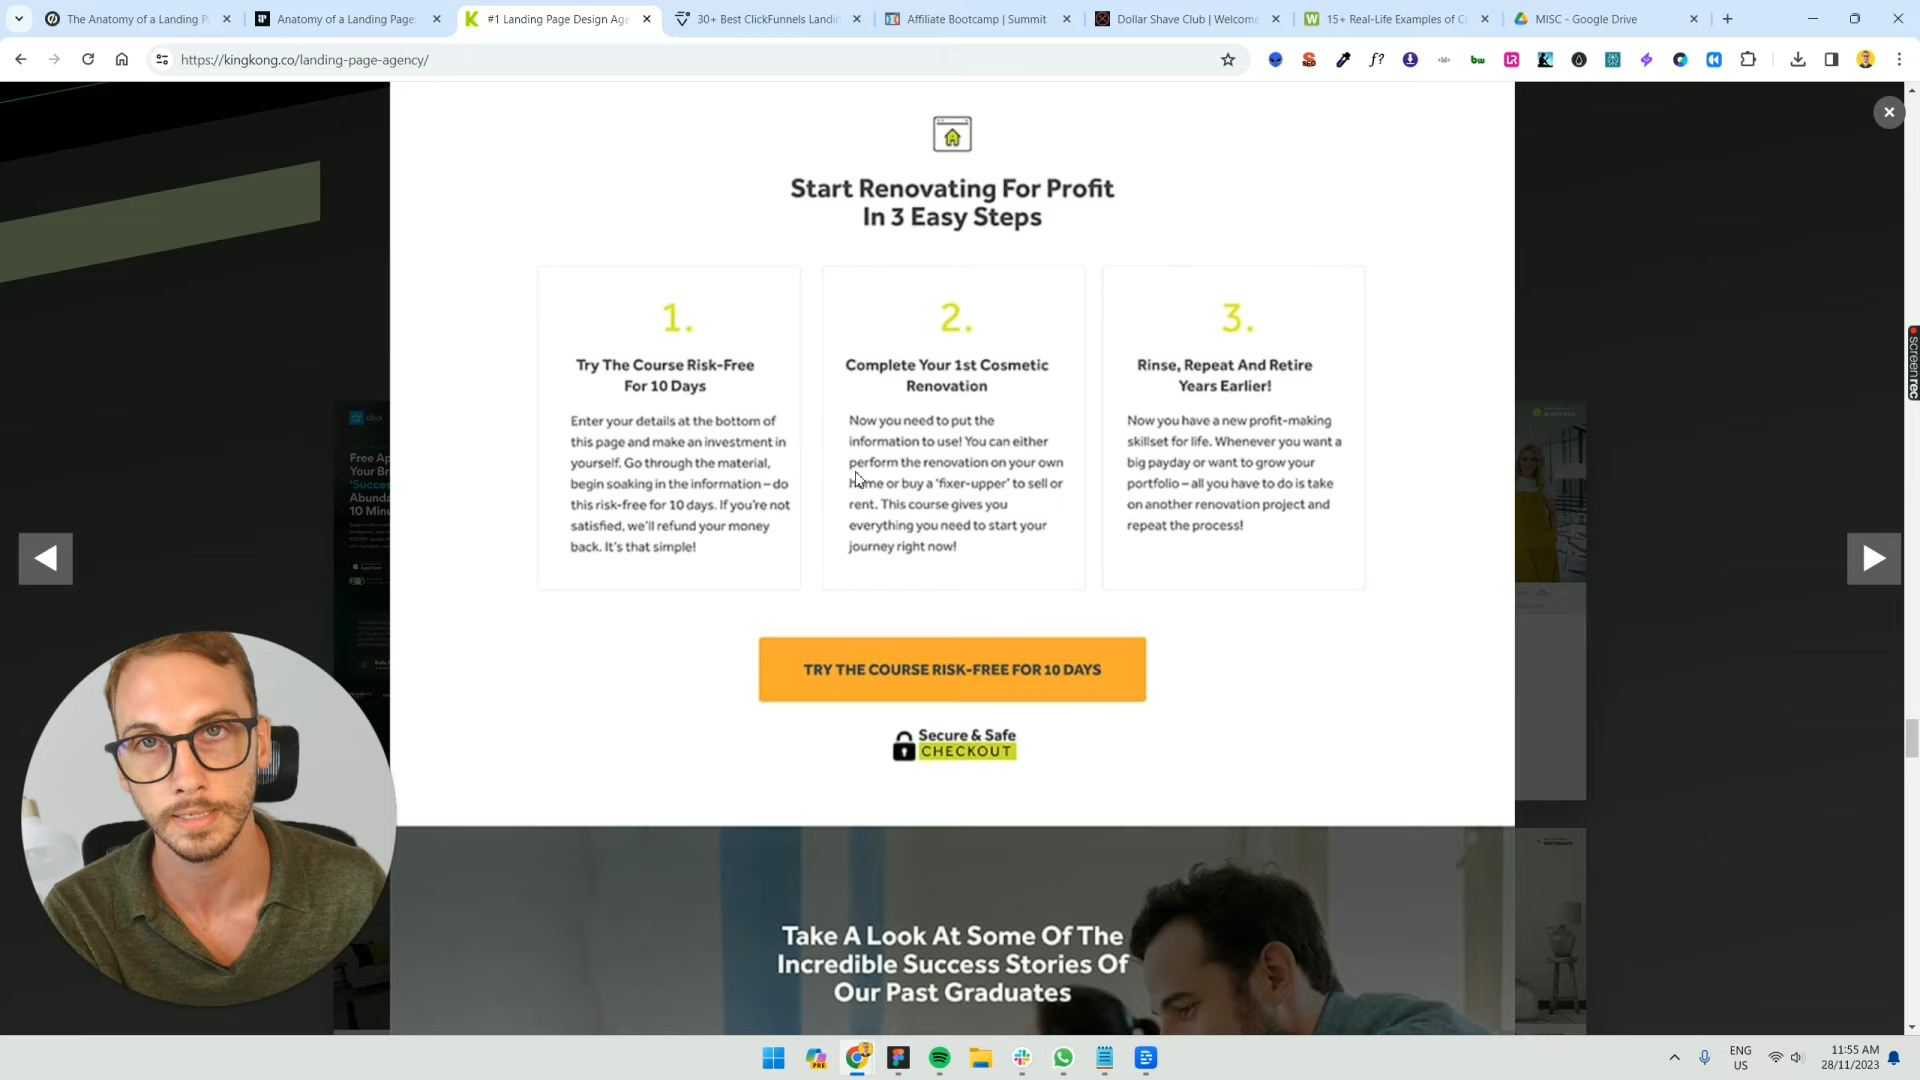 The Anatomy of a Landing P
Anatomy of a Landing Page:
#1 Landing Page Design Age
30+ Best ClickFunnels Landin
Affiliate Bootcamp | Summit
Dollar Shave Club | Welcome
15+ Real-Life Examples of Cl
MISC - Google Drive
https://kingkong.co/landing-page-agency/
Start Renovating For Profit
In 3 Easy Steps
1.
Try The Course Risk-Free
For 10 Days
Enter your details at the bottom of
this page and make an investment in
yourself. Go through the material,
begin soaking in the information – do
this risk-free for 10 days. If you're not
satisfied, we'll refund your money
back. It's that simple!
2.
Complete Your 1st Cosmetic
Renovation
Now you need to put the
information to use! You can either
perform the renovation on your own
home or buy a 'fixer-upper' to sell or
rent. This course gives you
everything you need to start your
journey right now!
3.
Rinse, Repeat And Retire
Years Earlier!
Now you have a new profit-making
skillset for life. Whenever you want a
big payday or want to grow your
portfolio – all you have to do is take
on another renovation project and
repeat the process!
TRY THE COURSE RISK-FREE FOR 10 DAYS
Secure & Safe
CHECKOUT
Take A Look At Some Of The
Incredible Success Stories Of
Our Past Graduates
Free Ap
Your Br
'Succes
Abunda
10 Minu
screenrec
ENG
US
11:55 AM
28/11/2023